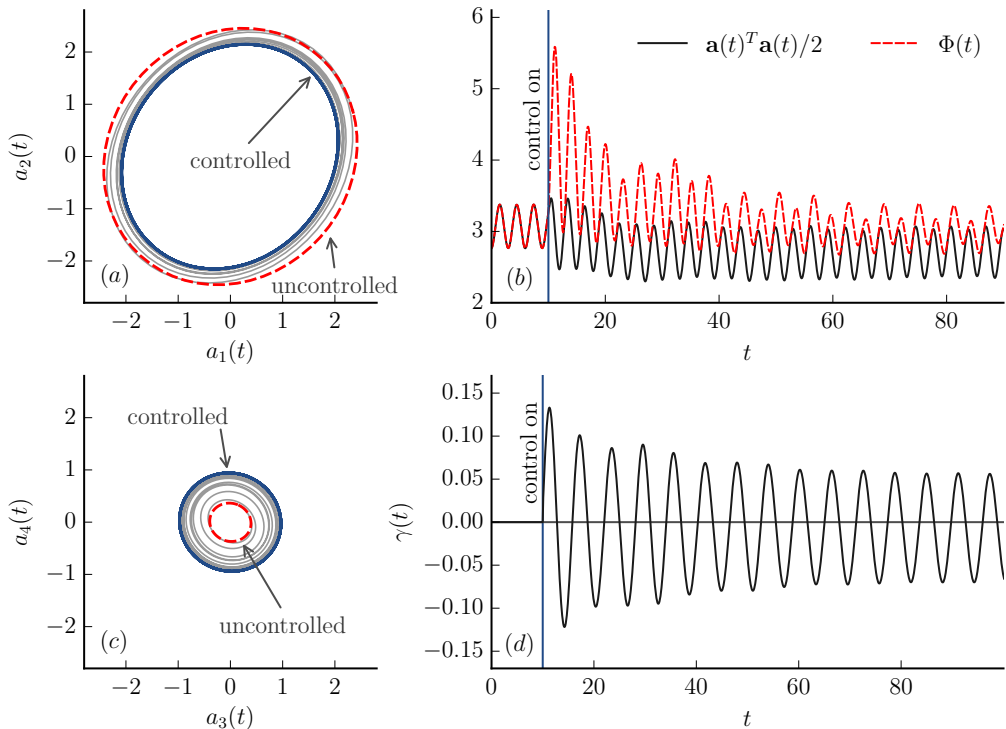 2
1
0
−1
−2
a₂(t)
controlled
uncontrolled
(a)
−2 −1 0 1 2
a₁(t)
6
5
4
3
2
control on
a(t)ᵀa(t)/2
Φ(t)
(b)
0 20 40 60 80
t
2
1
0
−1
−2
a₄(t)
controlled
uncontrolled
(c)
−2 −1 0 1 2
a₃(t)
0.15
0.10
0.05
0.00
−0.05
−0.10
−0.15
γ(t)
control on
(d)
0 20 40 60 80
t